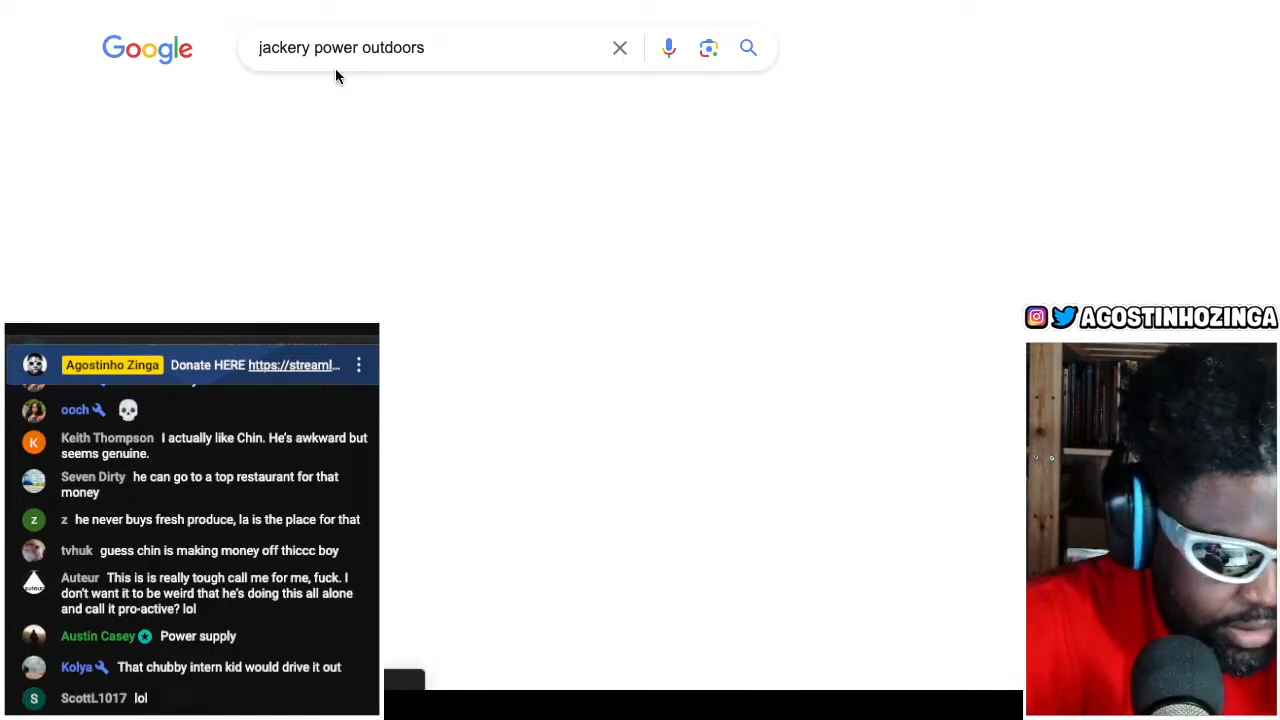 Google
jackery power outdoors
AGOSTINHOZINGA
Agostinho Zinga Donate HERE https://streaml...
ooch
Keith Thompson I actually like Chin. He's awkward but
seems genuine.
Seven Dirty he can go to a top restaurant for that
money
z z he never buys fresh produce, la is the place for that
tvhuk guess chin is making money off thiccc boy
Auteur This is is really tough call me for me, fuck. I
don't want it to be weird that he's doing this all alone
and call it pro-active? lol
Austin Casey Power supply
Kolya That chubby intern kid would drive it out
S ScottL1017 lol
K